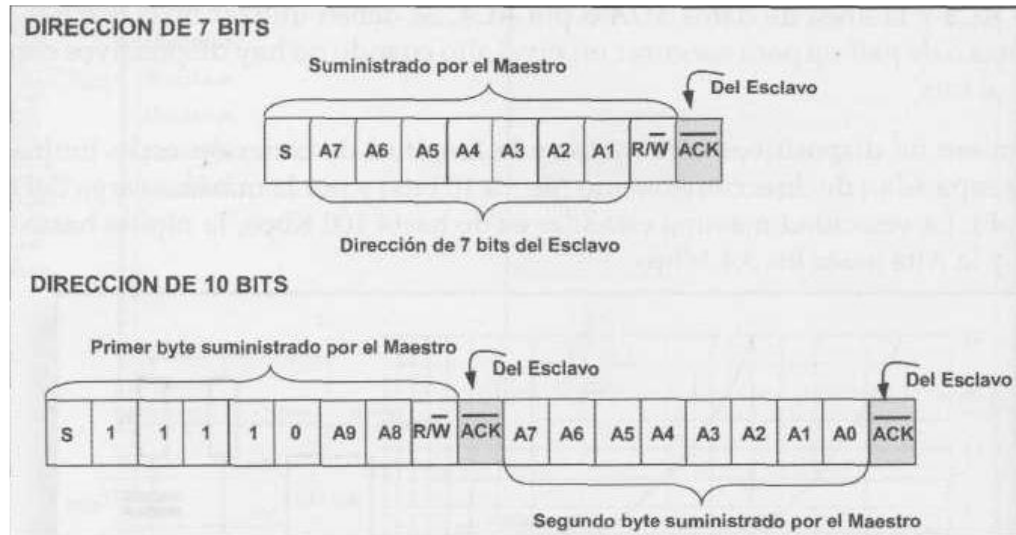 DIRECCION DE 7 BITS
Suministrado por el Maestro
Del Esclavo
S A7 A6 A5 A4 A3 A2 A1 R/W ACK
Dirección de 7 bits del Esclavo
DIRECCION DE 10 BITS
Primer byte suministrado por el Maestro
Del Esclavo
Del Esclavo
S 1 1 1 1 0 A9 A8 R/W ACK A7 A6 A5 A4 A3 A2 A1 A0 ACK
Segundo byte suministrado por el Maestro